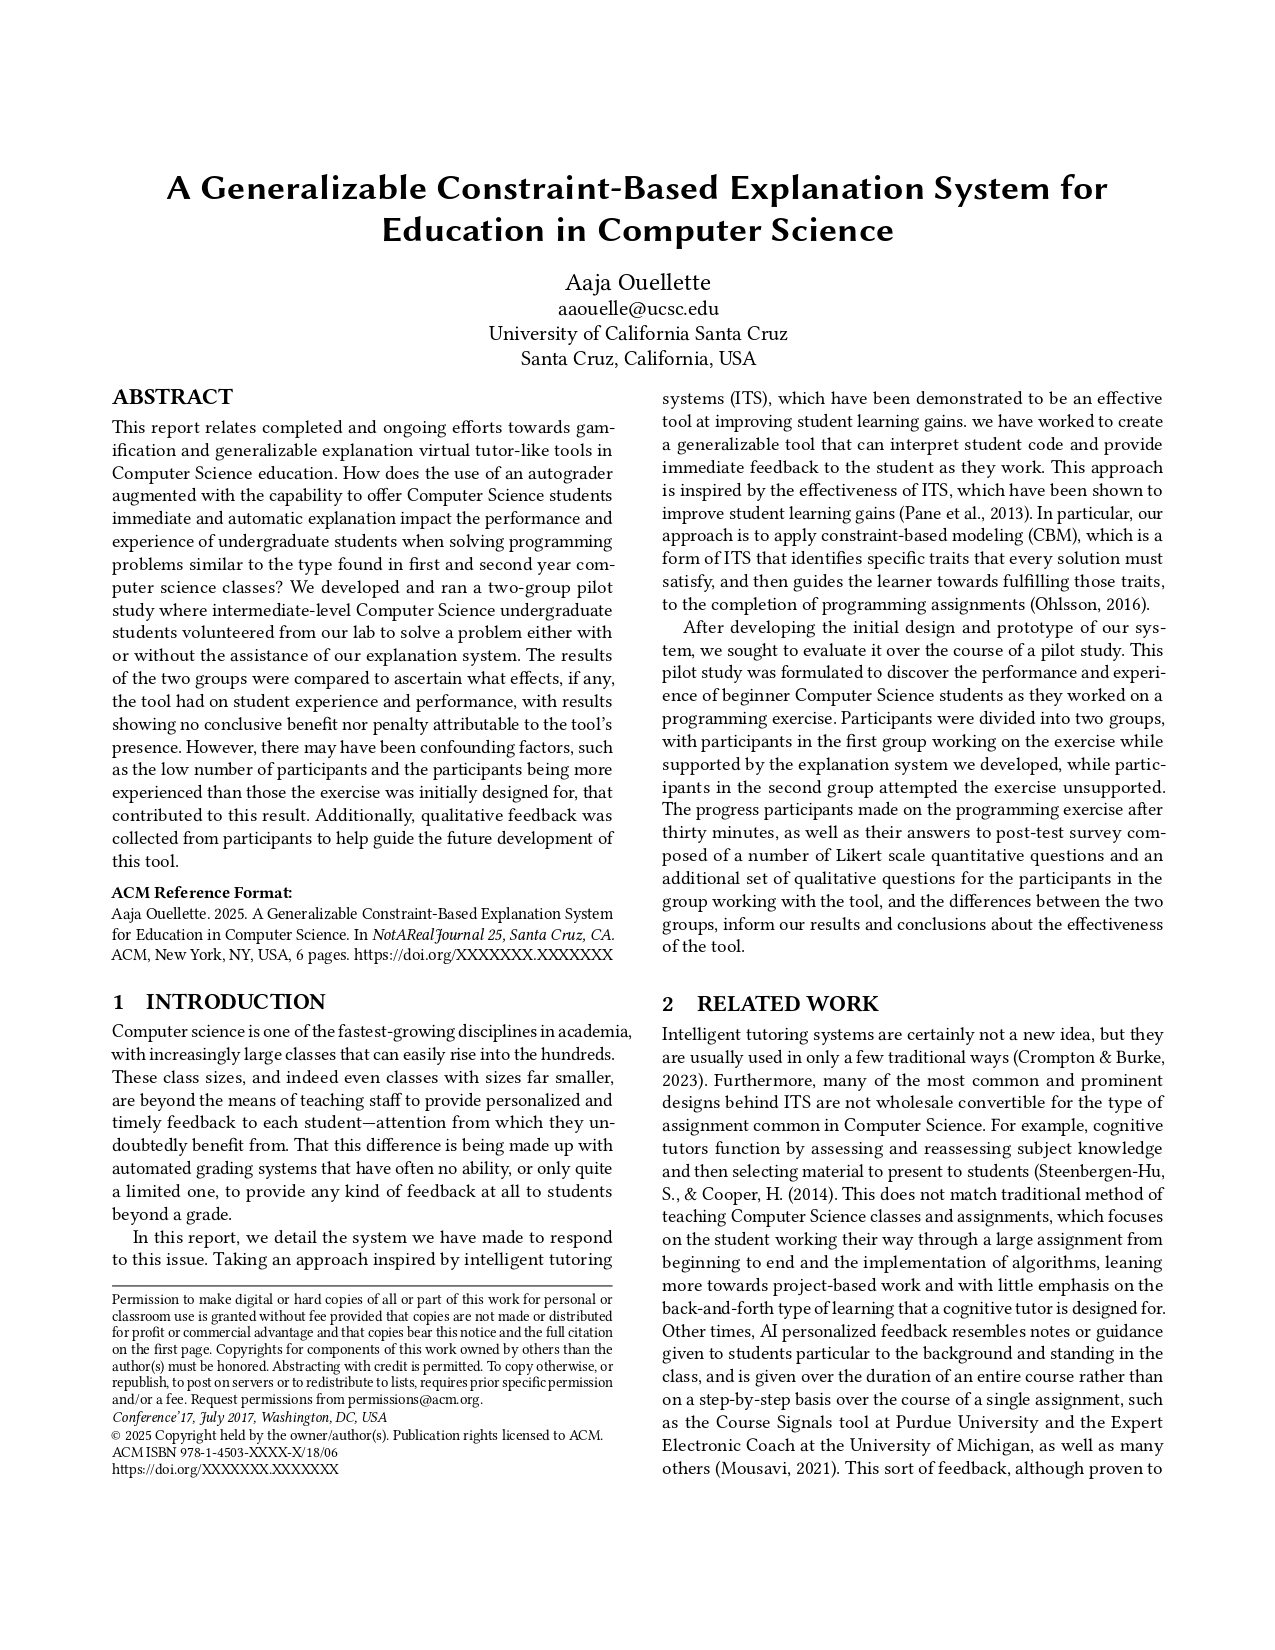 A Generalizable Constraint-Based Explanation System for
Education in Computer Science
Aaja Ouellette
aaouelle@ucsc.edu
University of California Santa Cruz
Santa Cruz, California, USA
ABSTRACT
This report relates completed and ongoing efforts towards gam-
ification and generalizable explanation virtual tutor-like tools in
Computer Science education. How does the use of an autograder
augmented with the capability to offer Computer Science students
immediate and automatic explanation impact the performance and
experience of undergraduate students when solving programming
problems similar to the type found in first and second year com-
puter science classes? We developed and ran a two-group pilot
study where intermediate-level Computer Science undergraduate
students volunteered from our lab to solve a problem either with
or without the assistance of our explanation system. The results
of the two groups were compared to ascertain what effects, if any,
the tool had on student experience and performance, with results
showing no conclusive benefit nor penalty attributable to the tool's
presence. However, there may have been confounding factors, such
as the low number of participants and the participants being more
experienced than those the exercise was initially designed for, that
contributed to this result. Additionally, qualitative feedback was
collected from participants to help guide the future development of
this tool.
ACM Reference Format:
Aaja Ouellette. 2025. A Generalizable Constraint-Based Explanation System
for Education in Computer Science. In NotARealJournal 25, Santa Cruz, CA.
ACM, New York, NY, USA, 6 pages. https://doi.org/XXXXXXX.XXXXXXX
1 INTRODUCTION
Computer science is one of the fastest-growing disciplines in academia,
with increasingly large classes that can easily rise into the hundreds.
These class sizes, and indeed even classes with sizes far smaller,
are beyond the means of teaching staff to provide personalized and
timely feedback to each student—attention from which they un-
doubtedly benefit from. That this difference is being made up with
automated grading systems that have often no ability, or only quite
a limited one, to provide any kind of feedback at all to students
beyond a grade.
In this report, we detail the system we have made to respond
to this issue. Taking an approach inspired by intelligent tutoring
Permission to make digital or hard copies of all or part of this work for personal or
classroom use is granted without fee provided that copies are not made or distributed
for profit or commercial advantage and that copies bear this notice and the full citation
on the first page. Copyrights for components of this work owned by others than the
author(s) must be honored. Abstracting with credit is permitted. To copy otherwise, or
republish, to post on servers or to redistribute to lists, requires prior specific permission
and/or a fee. Request permissions from permissions@acm.org.
Conference'17, July 2017, Washington, DC, USA
© 2025 Copyright held by the owner/author(s). Publication rights licensed to ACM.
ACM ISBN 978-1-4503-XXXX-X/18/06
https://doi.org/XXXXXXX.XXXXXXX
systems (ITS), which have been demonstrated to be an effective
tool at improving student learning gains. we have worked to create
a generalizable tool that can interpret student code and provide
immediate feedback to the student as they work. This approach
is inspired by the effectiveness of ITS, which have been shown to
improve student learning gains (Pane et al., 2013). In particular, our
approach is to apply constraint-based modeling (CBM), which is a
form of ITS that identifies specific traits that every solution must
satisfy, and then guides the learner towards fulfilling those traits,
to the completion of programming assignments (Ohlsson, 2016).
After developing the initial design and prototype of our sys-
tem, we sought to evaluate it over the course of a pilot study. This
pilot study was formulated to discover the performance and experi-
ence of beginner Computer Science students as they worked on a
programming exercise. Participants were divided into two groups,
with participants in the first group working on the exercise while
supported by the explanation system we developed, while partic-
ipants in the second group attempted the exercise unsupported.
The progress participants made on the programming exercise after
thirty minutes, as well as their answers to post-test survey com-
posed of a number of Likert scale quantitative questions and an
additional set of qualitative questions for the participants in the
group working with the tool, and the differences between the two
groups, inform our results and conclusions about the effectiveness
of the tool.
2 RELATED WORK
Intelligent tutoring systems are certainly not a new idea, but they
are usually used in only a few traditional ways (Crompton & Burke,
2023). Furthermore, many of the most common and prominent
designs behind ITS are not wholesale convertible for the type of
assignment common in Computer Science. For example, cognitive
tutors function by assessing and reassessing subject knowledge
and then selecting material to present to students (Steenbergen-Hu,
S., & Cooper, H. (2014). This does not match traditional method of
teaching Computer Science classes and assignments, which focuses
on the student working their way through a large assignment from
beginning to end and the implementation of algorithms, leaning
more towards project-based work and with little emphasis on the
back-and-forth type of learning that a cognitive tutor is designed for.
Other times, AI personalized feedback resembles notes or guidance
given to students particular to the background and standing in the
class, and is given over the duration of an entire course rather than
on a step-by-step basis over the course of a single assignment, such
as the Course Signals tool at Purdue University and the Expert
Electronic Coach at the University of Michigan, as well as many
others (Mousavi, 2021). This sort of feedback, although proven to